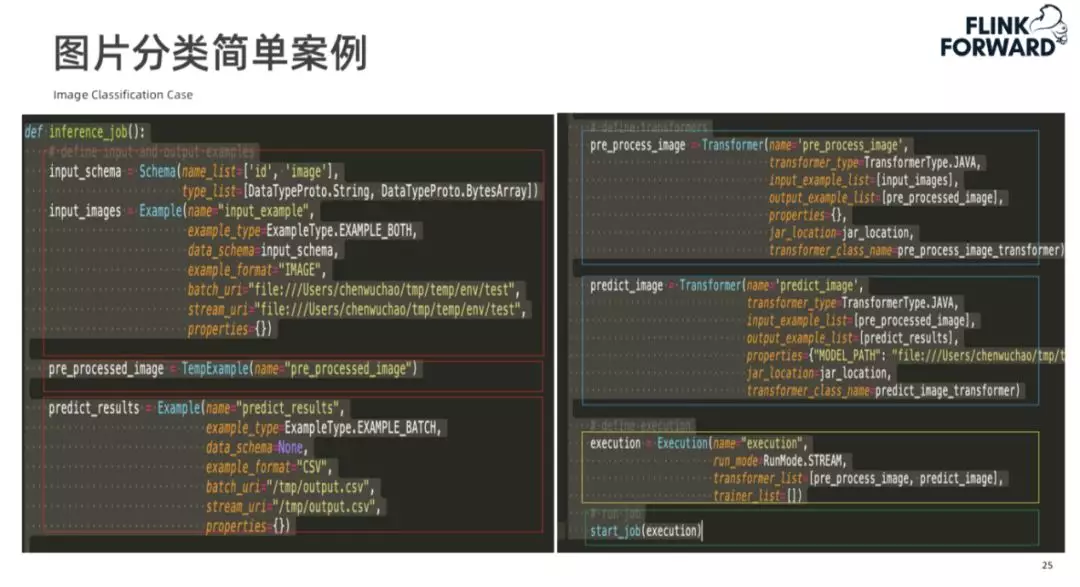 图片分类简单案例
Image Classification Case
FLINK
FORWARD
def inference_job():
# define input and output examples
input_schema = Schema(name_list=['id', 'image'],
type_list=[DataTypeProto.String, DataTypeProto.BytesArray])
input_images = Example(name="input_example",
example_type=ExampleType.EXAMPLE_BOTH,
data_schema=input_schema,
example_format="IMAGE",
batch_uri="file:///Users/chenwuchao/tmp/temp/env/test",
stream_uri="file:///Users/chenwuchao/tmp/temp/env/test",
properties={})
pre_processed_image = TempExample(name="pre_processed_image")
predict_results = Example(name="predict_results",
example_type=ExampleType.EXAMPLE_BATCH,
data_schema=None,
example_format="CSV",
batch_uri="/tmp/output.csv",
stream_uri="/tmp/output.csv",
properties={})
# define transformers
pre_process_image = Transformer(name='pre_process_image',
transformer_type=TransformerType.JAVA,
input_example_list=[input_images],
output_example_list=[pre_processed_image],
properties={},
jar_location=jar_location,
transformer_class_name=pre_process_image_transformer)
predict_image = Transformer(name='predict_image',
transformer_type=TransformerType.JAVA,
input_example_list=[pre_processed_image],
output_example_list=[predict_results],
properties={"MODEL_PATH": "file:///Users/chenwuchao/tmp/t
jar_location=jar_location,
transformer_class_name=predict_image_transformer)
# define execution
execution = Execution(name="execution",
run_mode=RunMode.STREAM,
transformer_list=[pre_process_image, predict_image],
trainer_list=[])
# run job
start_job(execution)
25